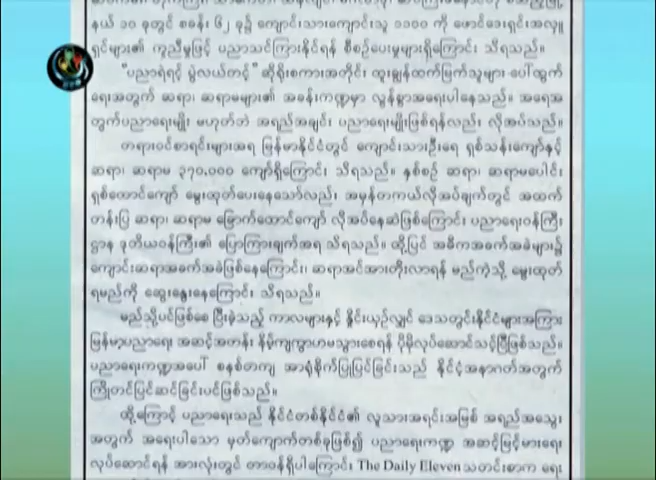 နယ် ၁၀ ခုတွင် စခန်း ၆၂ ခု၌ ကျောင်းသားကျောင်းသူ ၁၁၀၀ ကို ဖောင်ဒေးရှင်းအလှူ
ရှင်များ၏ ကူညီမှုဖြင့် ပညာသင်ကြားနိုင်ရန် စီစဉ်ပေးမှုများရှိကြောင်း သိရသည်။
"ပညာရဲရင့် ပွဲလယ်တင့်" ဆိုရိုးစကားအတိုင်း ထူးချွန်ထက်မြက်သူများ ပေါ်ထွက်
ရေးအတွက် ဆရာ၊ ဆရာမများ၏ အခန်းကဏ္ဍမှာ လွန်စွာအရေးပါနေသည်။ အရေအ
တွက်ပညာရေးမျိုး မဟုတ်ဘဲ အရည်အချင်း ပညာရေးမျိုးဖြစ်ရန်လည်း လိုအပ်သည်။
တရားဝင်စာရင်းများအရ မြန်မာနိုင်ငံတွင် ကျောင်းသားဦးရေ ရှစ်သန်းကျော်နှင့်
ဆရာ၊ ဆရာမ ၃၇၀,၀၀၀ ကျော်ရှိကြောင်း သိရသည်။ နှစ်စဉ် ဆရာ၊ ဆရာမပေါင်း
ရှစ်ထောင်ကျော် မွေးထုတ်ပေးနေသော်လည်း အမှန်တကယ်လိုအပ်ချက်တွင် အထက်
တန်းပြ ဆရာ၊ ဆရာမ ခြောက်ထောင်ကျော် လိုအပ်နေဆဲဖြစ်ကြောင်း ပညာရေးဝန်ကြီး
ဌာန ဒုတိယဝန်ကြီး၏ ပြောကြားချက်အရ သိရသည်။ ထို့ပြင် အဓိကအခက်အခဲများ၌
ကျောင်းဆရာအခက်အခဲဖြစ်နေကြောင်း၊ ဆရာအင်အားတိုးလာရန် မည်ကဲ့သို့ မွေးထုတ်
ရမည်ကို ဆွေးနွေးနေကြောင်း သိရသည်။
မည်သို့ပင်ဖြစ်စေ ပြီးခဲ့သည့် ကာလများနှင့် နှိုင်းယှဉ်လျှင် ဒေသတွင်းနိုင်ငံများအကြား
မြန်မာ့ပညာရေး အဆင့်အတန်း နိမ့်ကျကွာဟမသွားစေရန် ပိုမိုလုပ်ဆောင်သင့်ပြီဖြစ်သည်။
ပညာရေးကဏ္ဍအပေါ် စနစ်တကျ အာရုံစိုက်ပြုပြင်ခြင်းသည် နိုင်ငံ့အနာဂတ်အတွက်
ကြိုတင်ပြင်ဆင်ခြင်းပင်ဖြစ်သည်။
ထို့ကြောင့် ပညာရေးသည် နိုင်ငံတစ်နိုင်ငံ၏ လူသားအရင်းအမြစ် အရည်အသွေး
အတွက် အရေးပါသော မှတ်ကျောက်တစ်ခုဖြစ်၍ ပညာရေးကဏ္ဍ အဆင့်မြင့်မားရေး
လုပ်ဆောင်ရန် အားလုံးတွင် တာဝန်ရှိပါကြောင်း The Daily Eleven သတင်းစာက ရေး